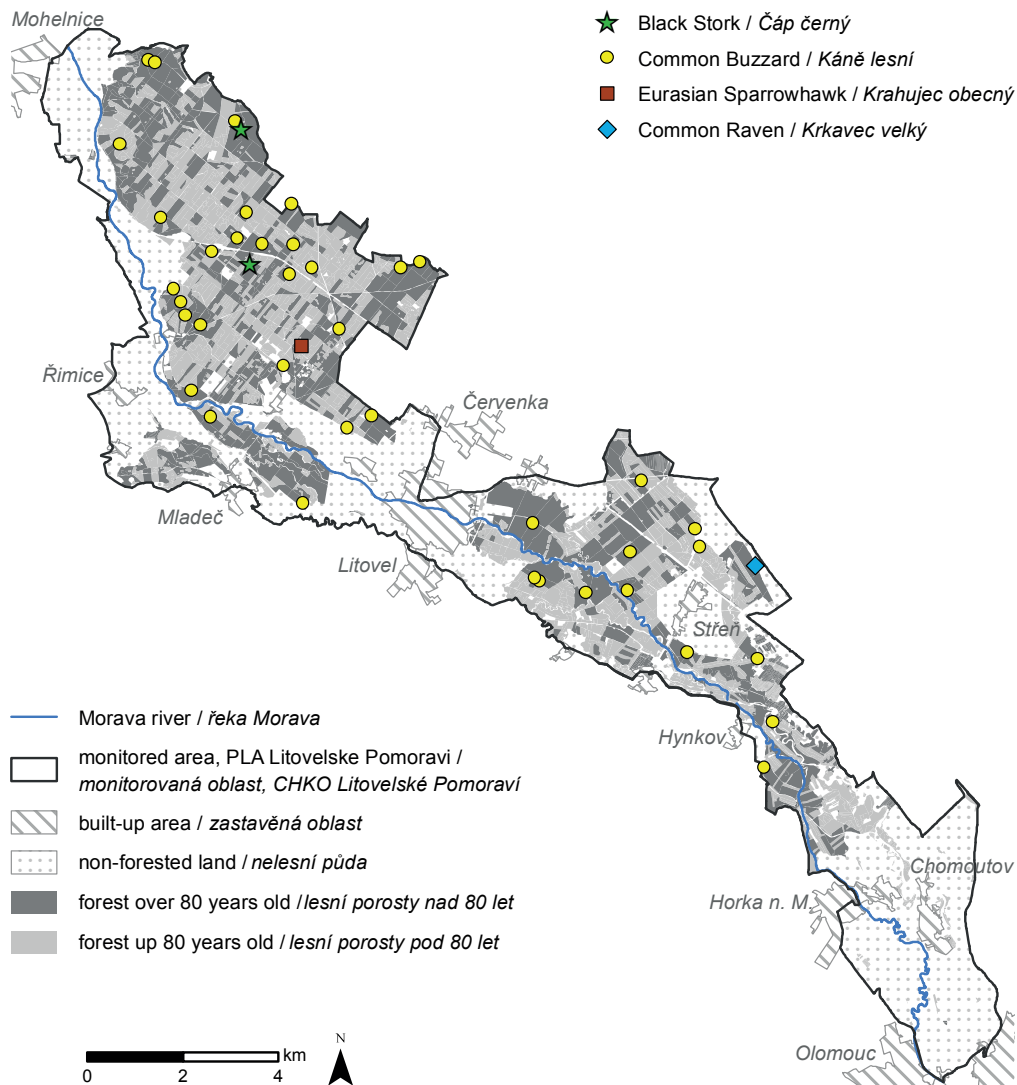 Mohelnice
Black Stork / Čáp černý
Common Buzzard / Káně lesní
Eurasian Sparrowhawk / Krahujec obecný
Common Raven / Krkavec velký
Řimice
Červenka
Mladeč
Litovel
Střeň
Hynkov
Chomoutov
Horka n. M.
Olomouc
Morava river / řeka Morava
monitored area, PLA Litovelske Pomoravi /
monitorovaná oblast, CHKO Litovelské Pomoraví
built-up area / zastavěná oblast
non-forested land / nelesní půda
forest over 80 years old / lesní porosty nad 80 let
forest up 80 years old / lesní porosty pod 80 let
km
0 2 4
N